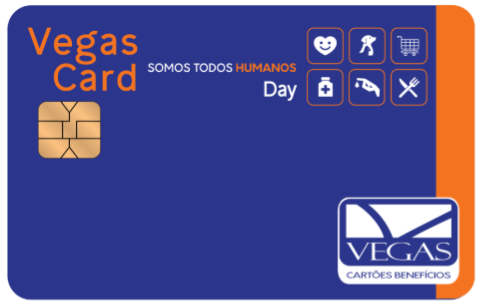 Vegas
Card
SOMOS TODOS HUMANOS
Day
VEGAS
CARTÕES BENEFÍCIOS